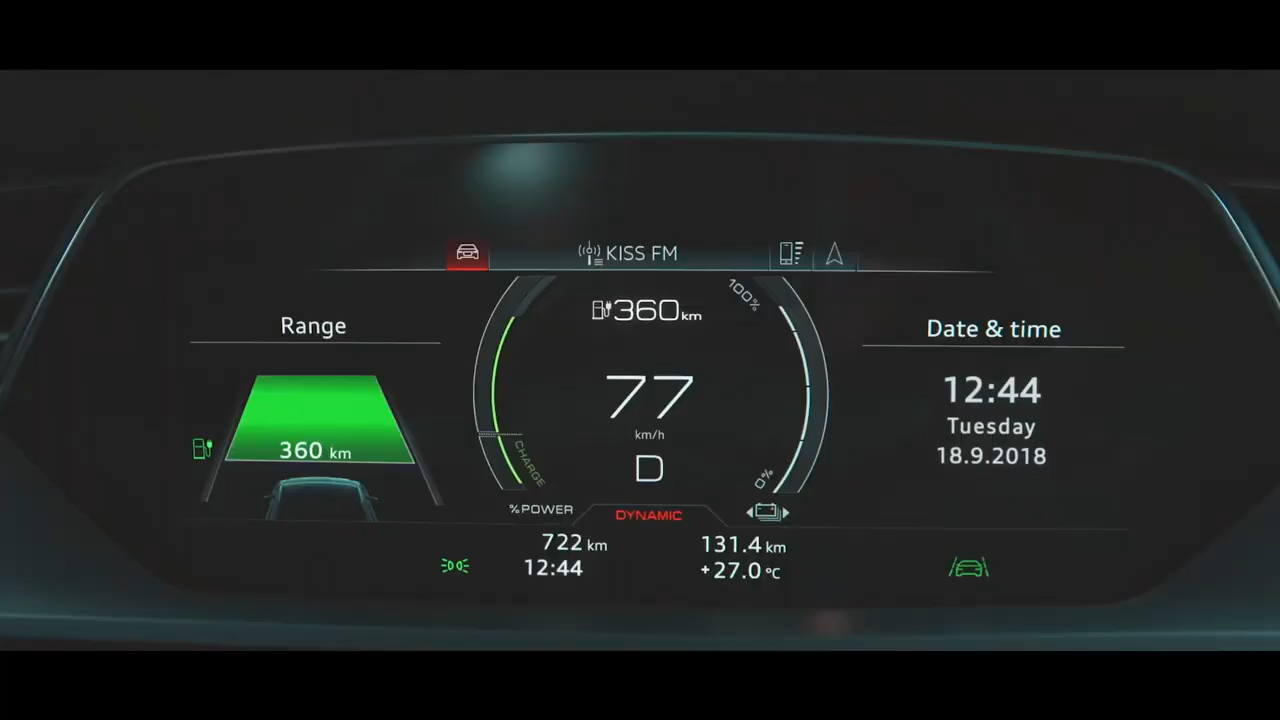 KISS FM
360 km
100%
Range
Date & time
77
km/h
12:44
Tuesday
18.9.2018
360 km
CHARGE
D
0%
%POWER
DYNAMIC
722 km
131.4 km
12:44
+27.0 °C